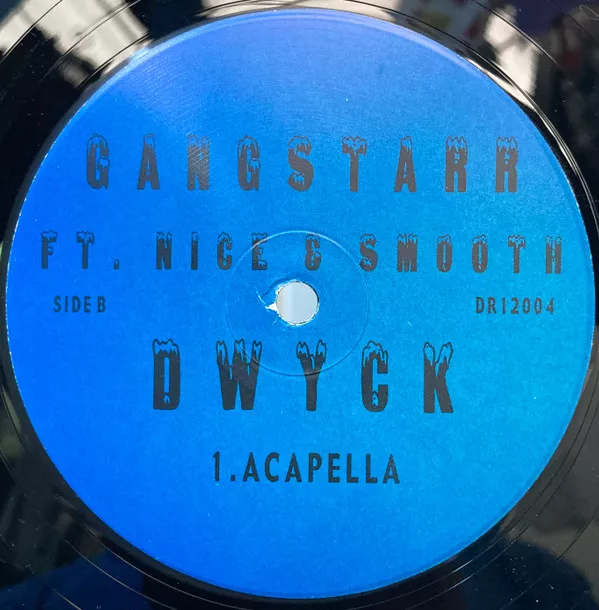 GANGSTARR
FT. NICE & SMOOTH
SIDE B
DR12004
DWYCK
1. ACAPELLA